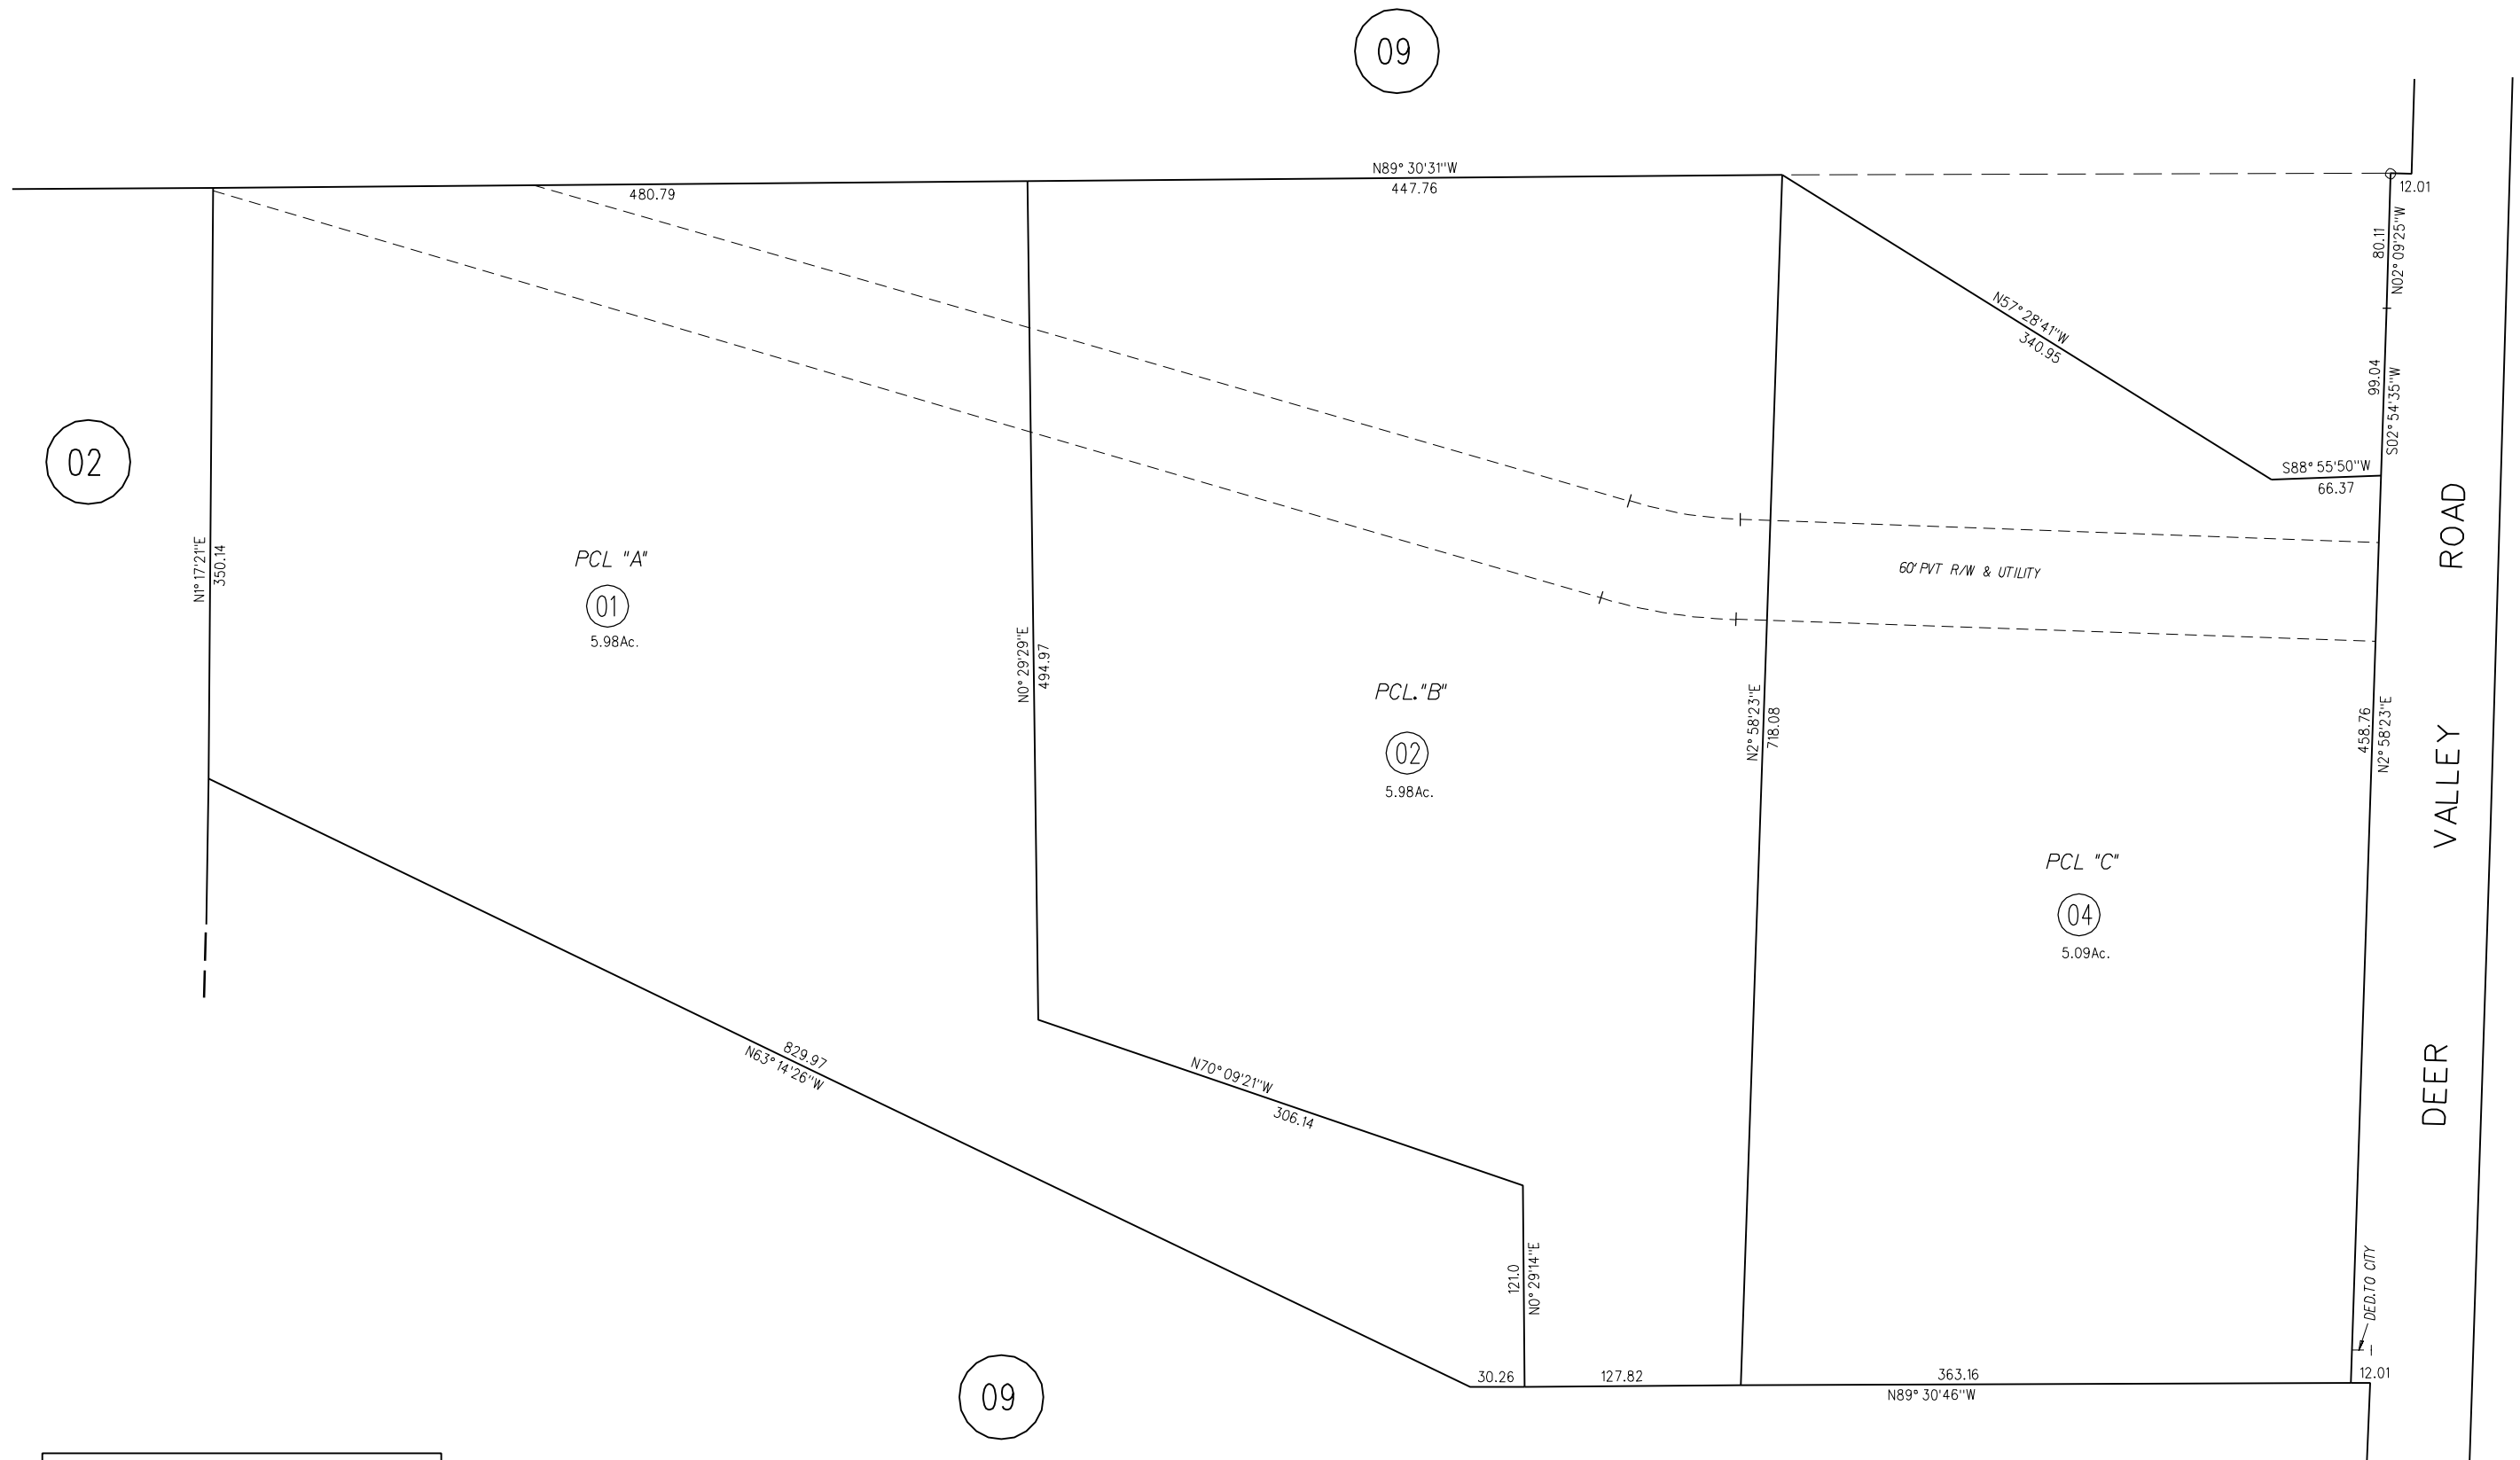 09
N89° 30'31"W
480.79
447.76
12.01
80.11
N02° 09'25"W
N57° 28'41"W
340.95
99.04
S02° 54'35"W
S88° 55'50"W
66.37
02
ROAD
N1° 17'21"E
350.14
PCL "A"
01
5.98Ac.
60' PVT R/W & UTILITY
N0° 29'29"E
494.97
PCL. "B"
02
5.98Ac.
N2° 58'23"E
718.08
458.76
N2° 58'23"E
VALLEY
PCL "C"
04
5.09Ac.
829.97
N63° 14'26"W
N70° 09'21"W
306.14
DEER
121.0
N0° 29'14"E
DED.TO CITY
30.26
127.82
363.16
12.01
N89° 30'46"W
09